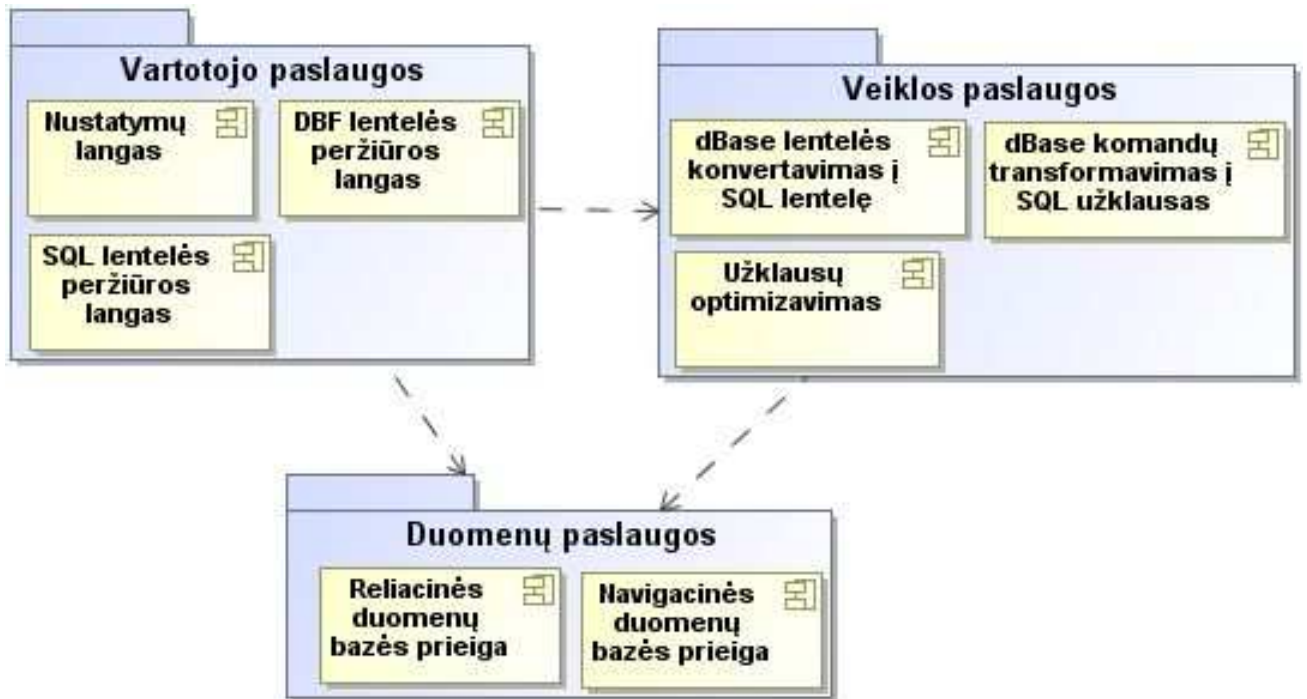 Vartotojo paslaugos
Nustatymų
langas
DBF lentelės
peržiūros
langas
SQL lentelės
peržiūros
langas
Veiklos paslaugos
dBase lentelės
konvertavimas į
SQL lentelę
dBase komandų
transformavimas į
SQL užklausas
Užklausų
optimizavimas
Duomenų paslaugos
Reliacinės
duomenų
bazės prieiga
Navigacinės
duomenų
bazės prieiga